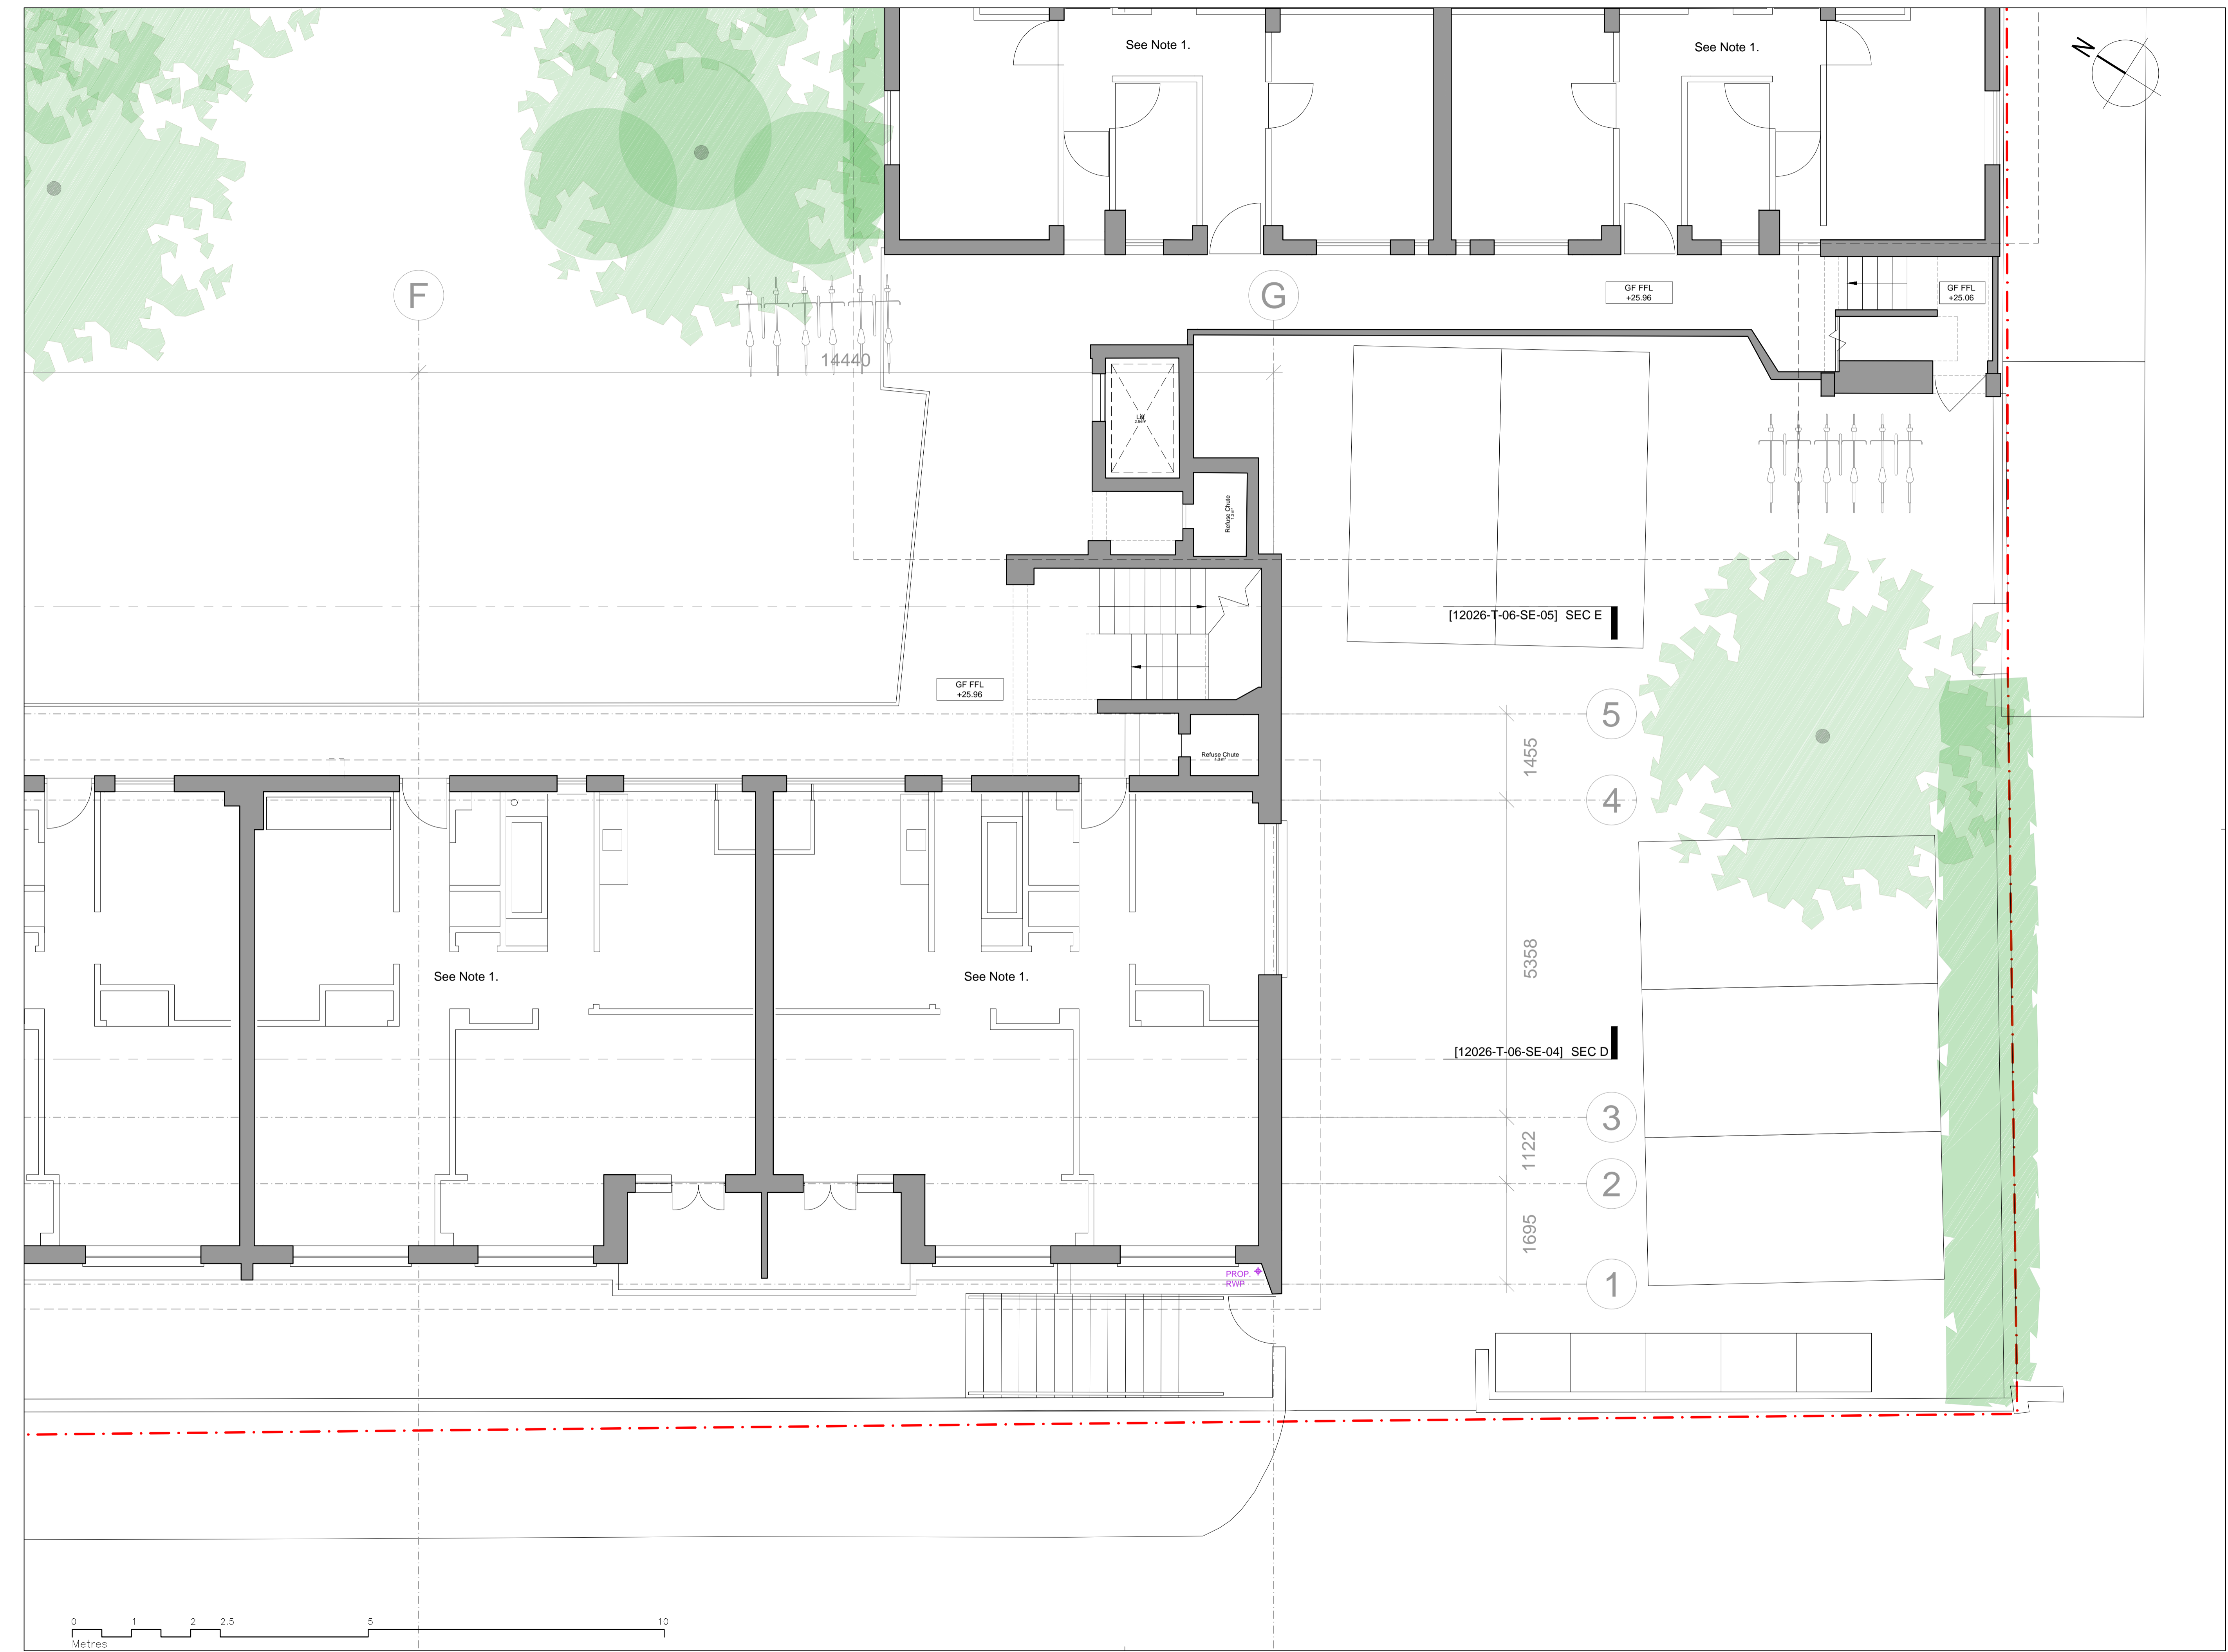 See Note 1.
See Note 1.
N
F
G
GF FFL
+25.96
GF FFL
+25.06
14440
Refuse Chute
[12026-T-06-SE-05] SEC E
GF FFL
+25.96
5
1455
Refuse Chute
4
5358
See Note 1.
See Note 1.
[12026-T-06-SE-04] SEC D
3
1122
2
1695
PROP.
RWP
1
0 1 2 2.5 5 10
Metres